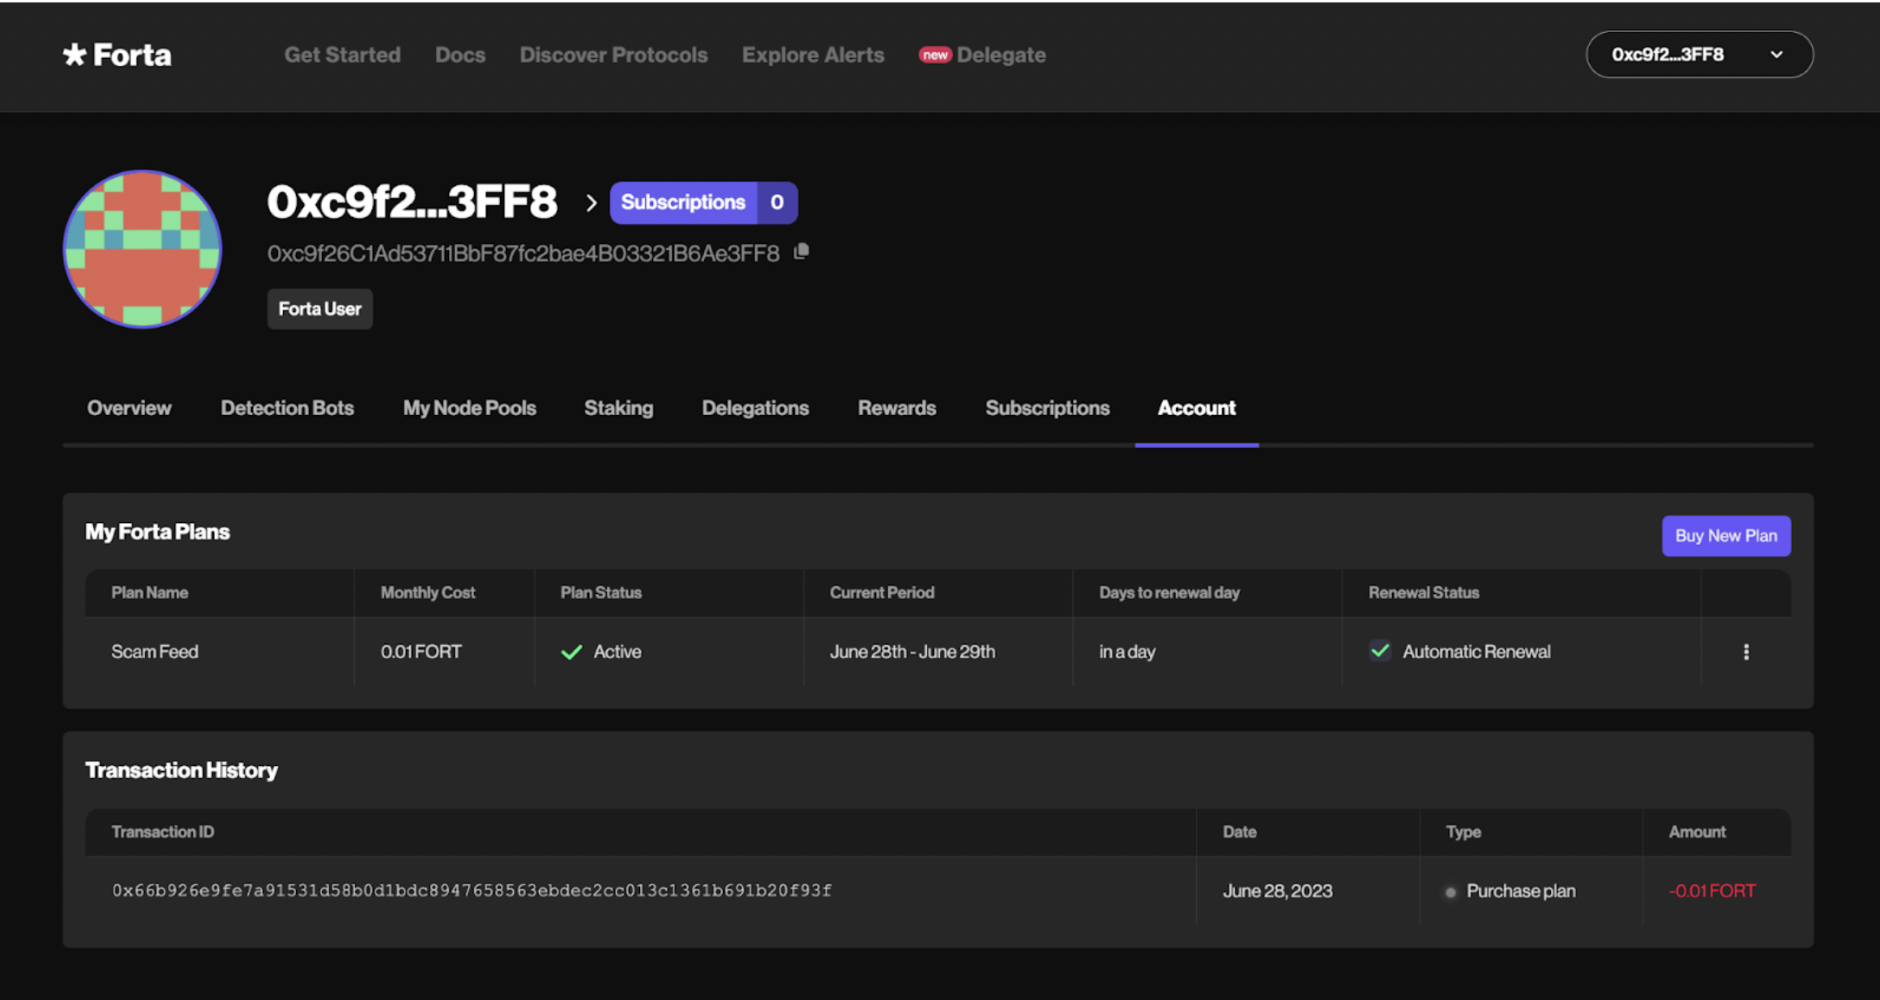 Forta
Get Started Docs Discover Protocols Explore Alerts new Delegate
0xc9f2...3FF8
0xc9f2...3FF8 > Subscriptions 0
0xc9f26C1Ad53711BbF87fc2bae4B03321B6Ae3FF8
Forta User
Overview Detection Bots My Node Pools Staking Delegations Rewards Subscriptions Account
My Forta Plans
Buy New Plan
Plan Name Monthly Cost Plan Status Current Period Days to renewal day Renewal Status
Scam Feed 0.01 FORT Active June 28th - June 29th in a day Automatic Renewal
Transaction History
Transaction ID Date Type Amount
0x66b926e9fe7a91531d58b0d1bdc8947658563ebdec2cc013c1361b691b20f93f June 28, 2023 Purchase plan -0.01 FORT